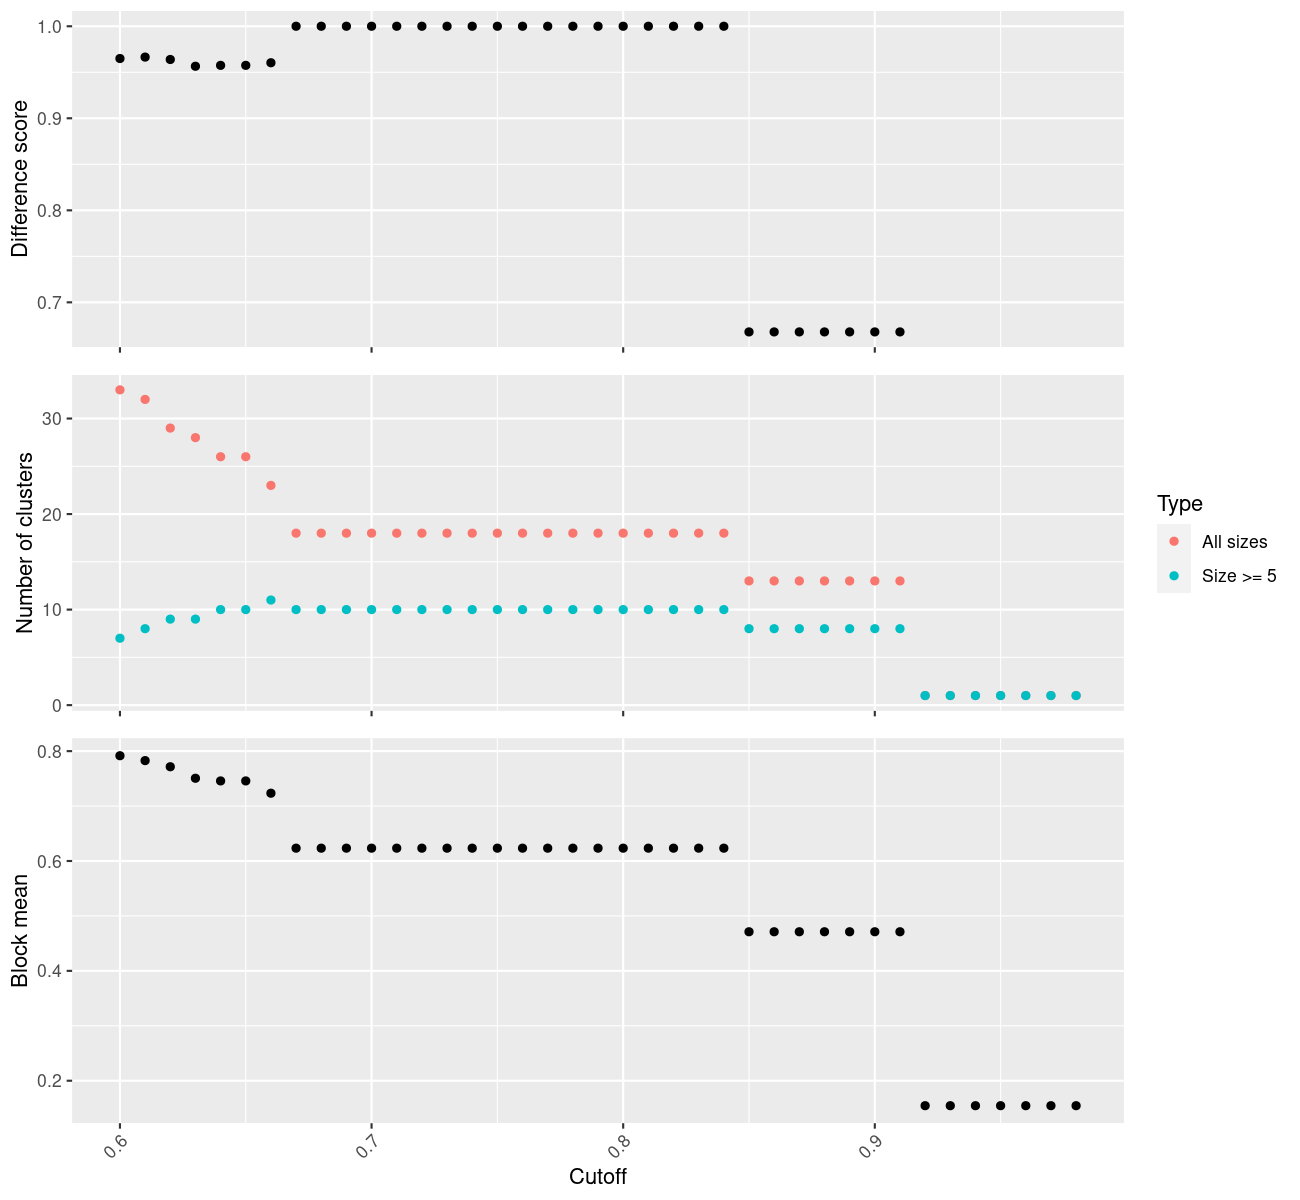 1.0
0.9
0.8
0.7
Difference score
30
20
10
0
Number of clusters
Type
All sizes
Size >= 5
0.8
0.6
0.4
0.2
Block mean
0.6 0.7 0.8 0.9
Cutoff